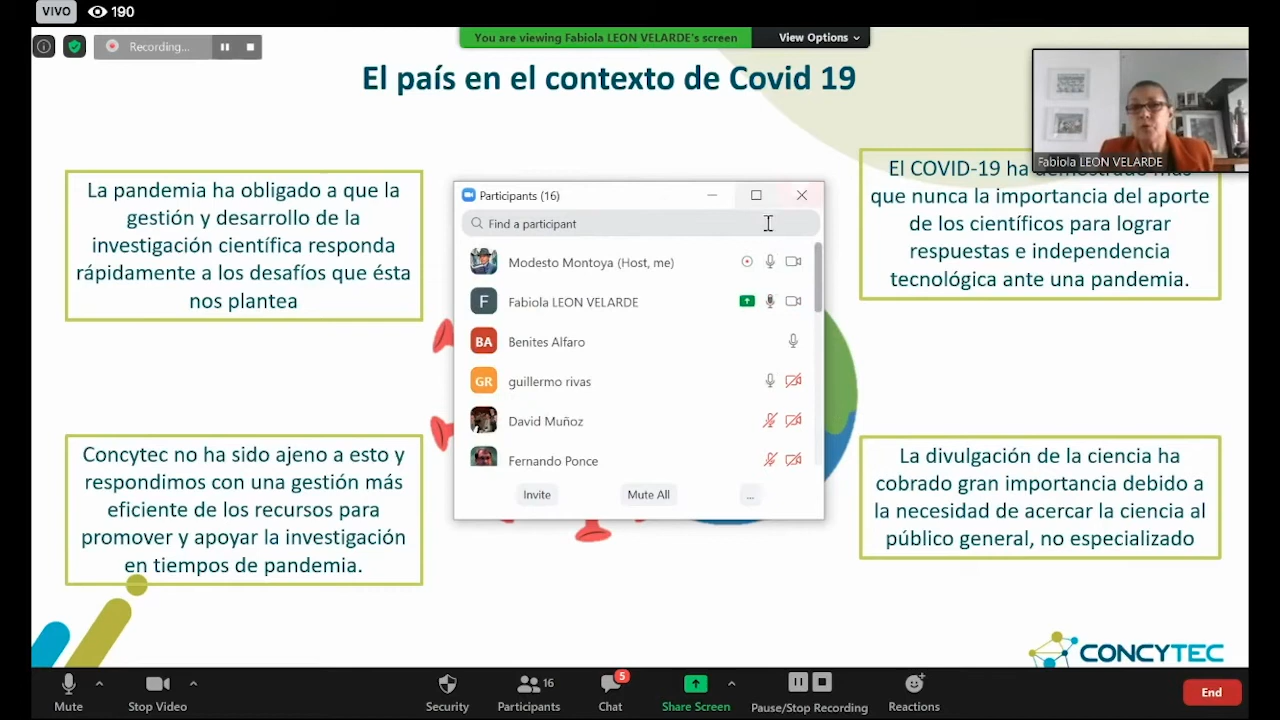 VIVO 190
Recording...
You are viewing Fabiola LEON VELARDE's screen
View Options
El país en el contexto de Covid 19
Fabiola LEON VELARDE
La pandemia ha obligado a que la
gestión y desarrollo de la
investigación científica responda
rápidamente a los desafíos que ésta
nos plantea
El COVID-19 ha demostrado más
que nunca la importancia del aporte
de los científicos para lograr
respuestas e independencia
tecnológica ante una pandemia.
Participants (16)
Find a participant
Modesto Montoya (Host, me)
F Fabiola LEON VELARDE
BA Benites Alfaro
GR guillermo rivas
David Muñoz
Fernando Ponce
Invite Mute All ...
Concytec no ha sido ajeno a esto y
respondimos con una gestión más
eficiente de los recursos para
promover y apoyar la investigación
en tiempos de pandemia.
La divulgación de la ciencia ha
cobrado gran importancia debido a
la necesidad de acercar la ciencia al
público general, no especializado
CONCYTEC
Mute
Stop Video
Security
16
Participants
5
Chat
Share Screen
Pause/Stop Recording
Reactions
End